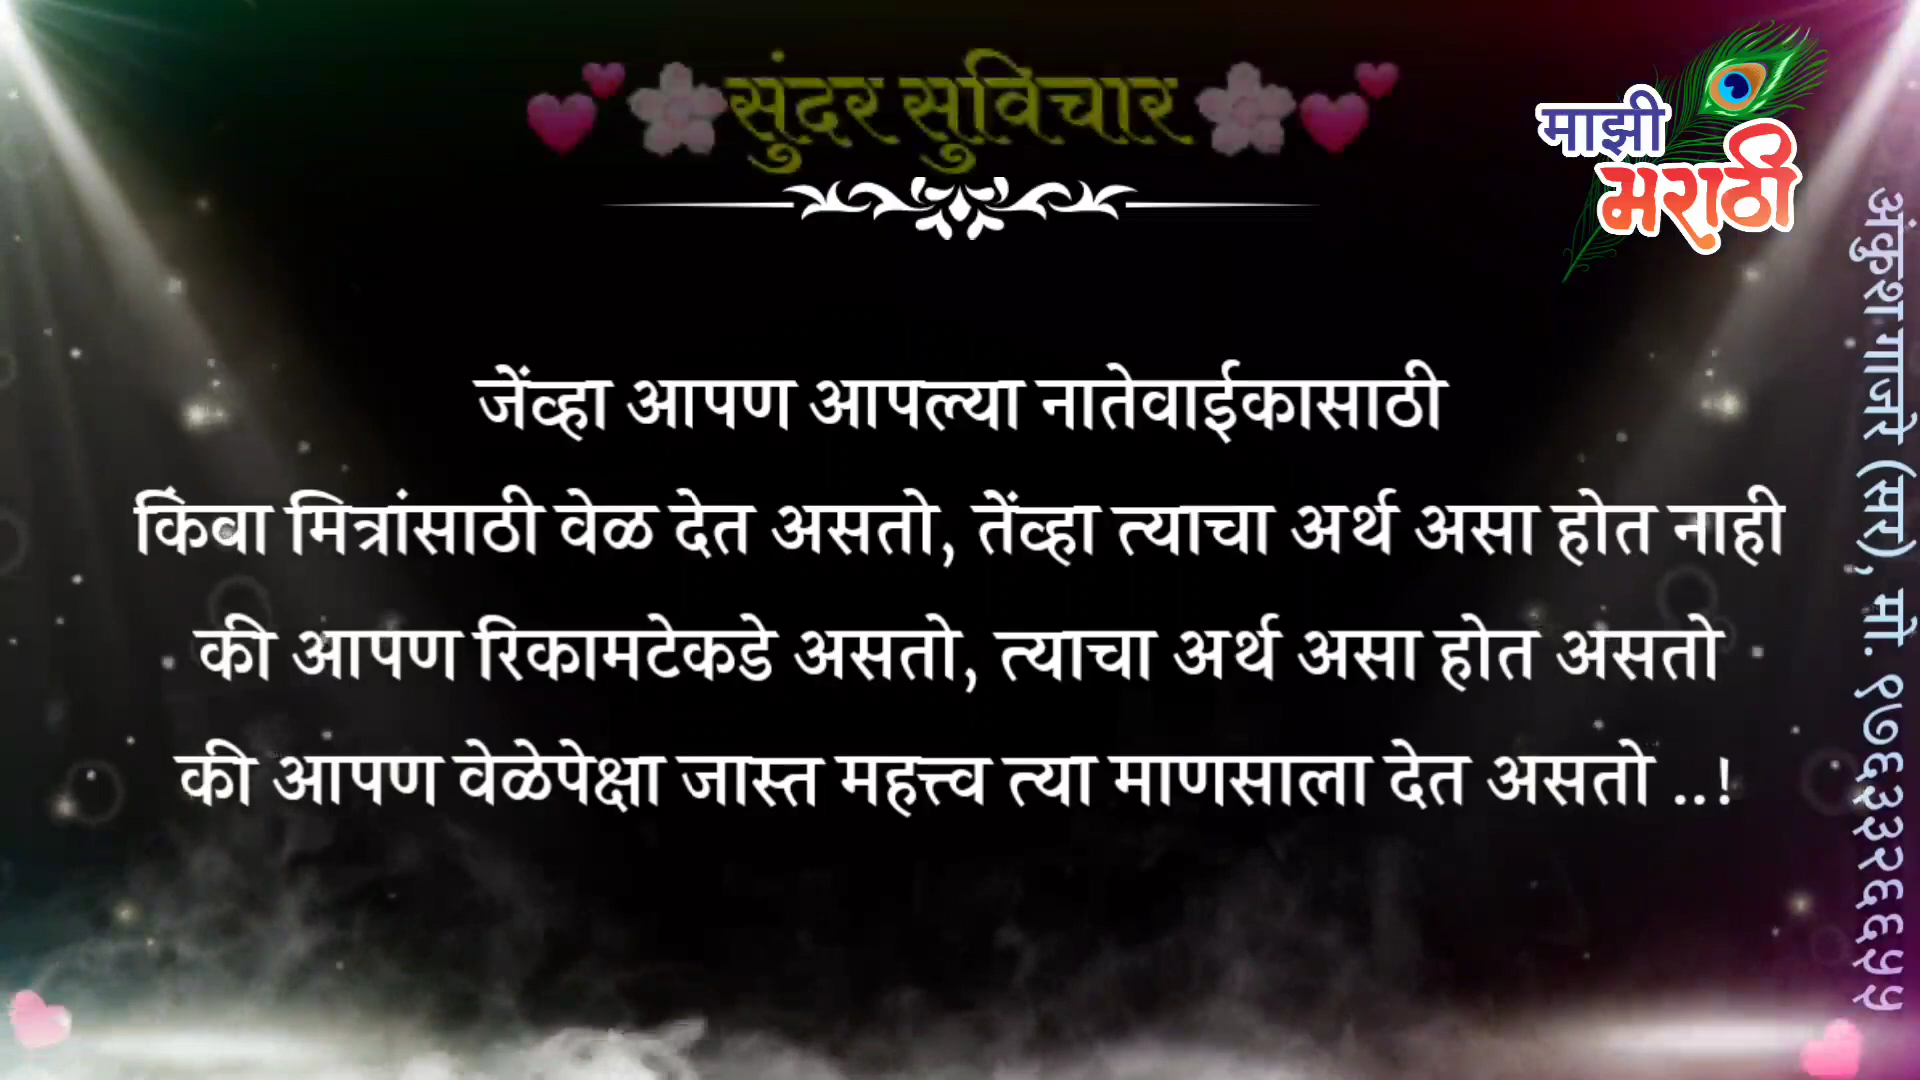 💕🌸सुंदर सुविचार🌸💕
माझी
मराठी
जेंव्हा आपण आपल्या नातेवाईकासाठी
किंवा मित्रांसाठी वेळ देत असतो, तेंव्हा त्याचा अर्थ असा होत नाही
की आपण रिकामटेकडे असतो, त्याचा अर्थ असा होत असतो
की आपण वेळेपेक्षा जास्त महत्त्व त्या माणसाला देत असतो ..!
अंकुश गाजरे (सर), मो. ९७६३३२६६५५